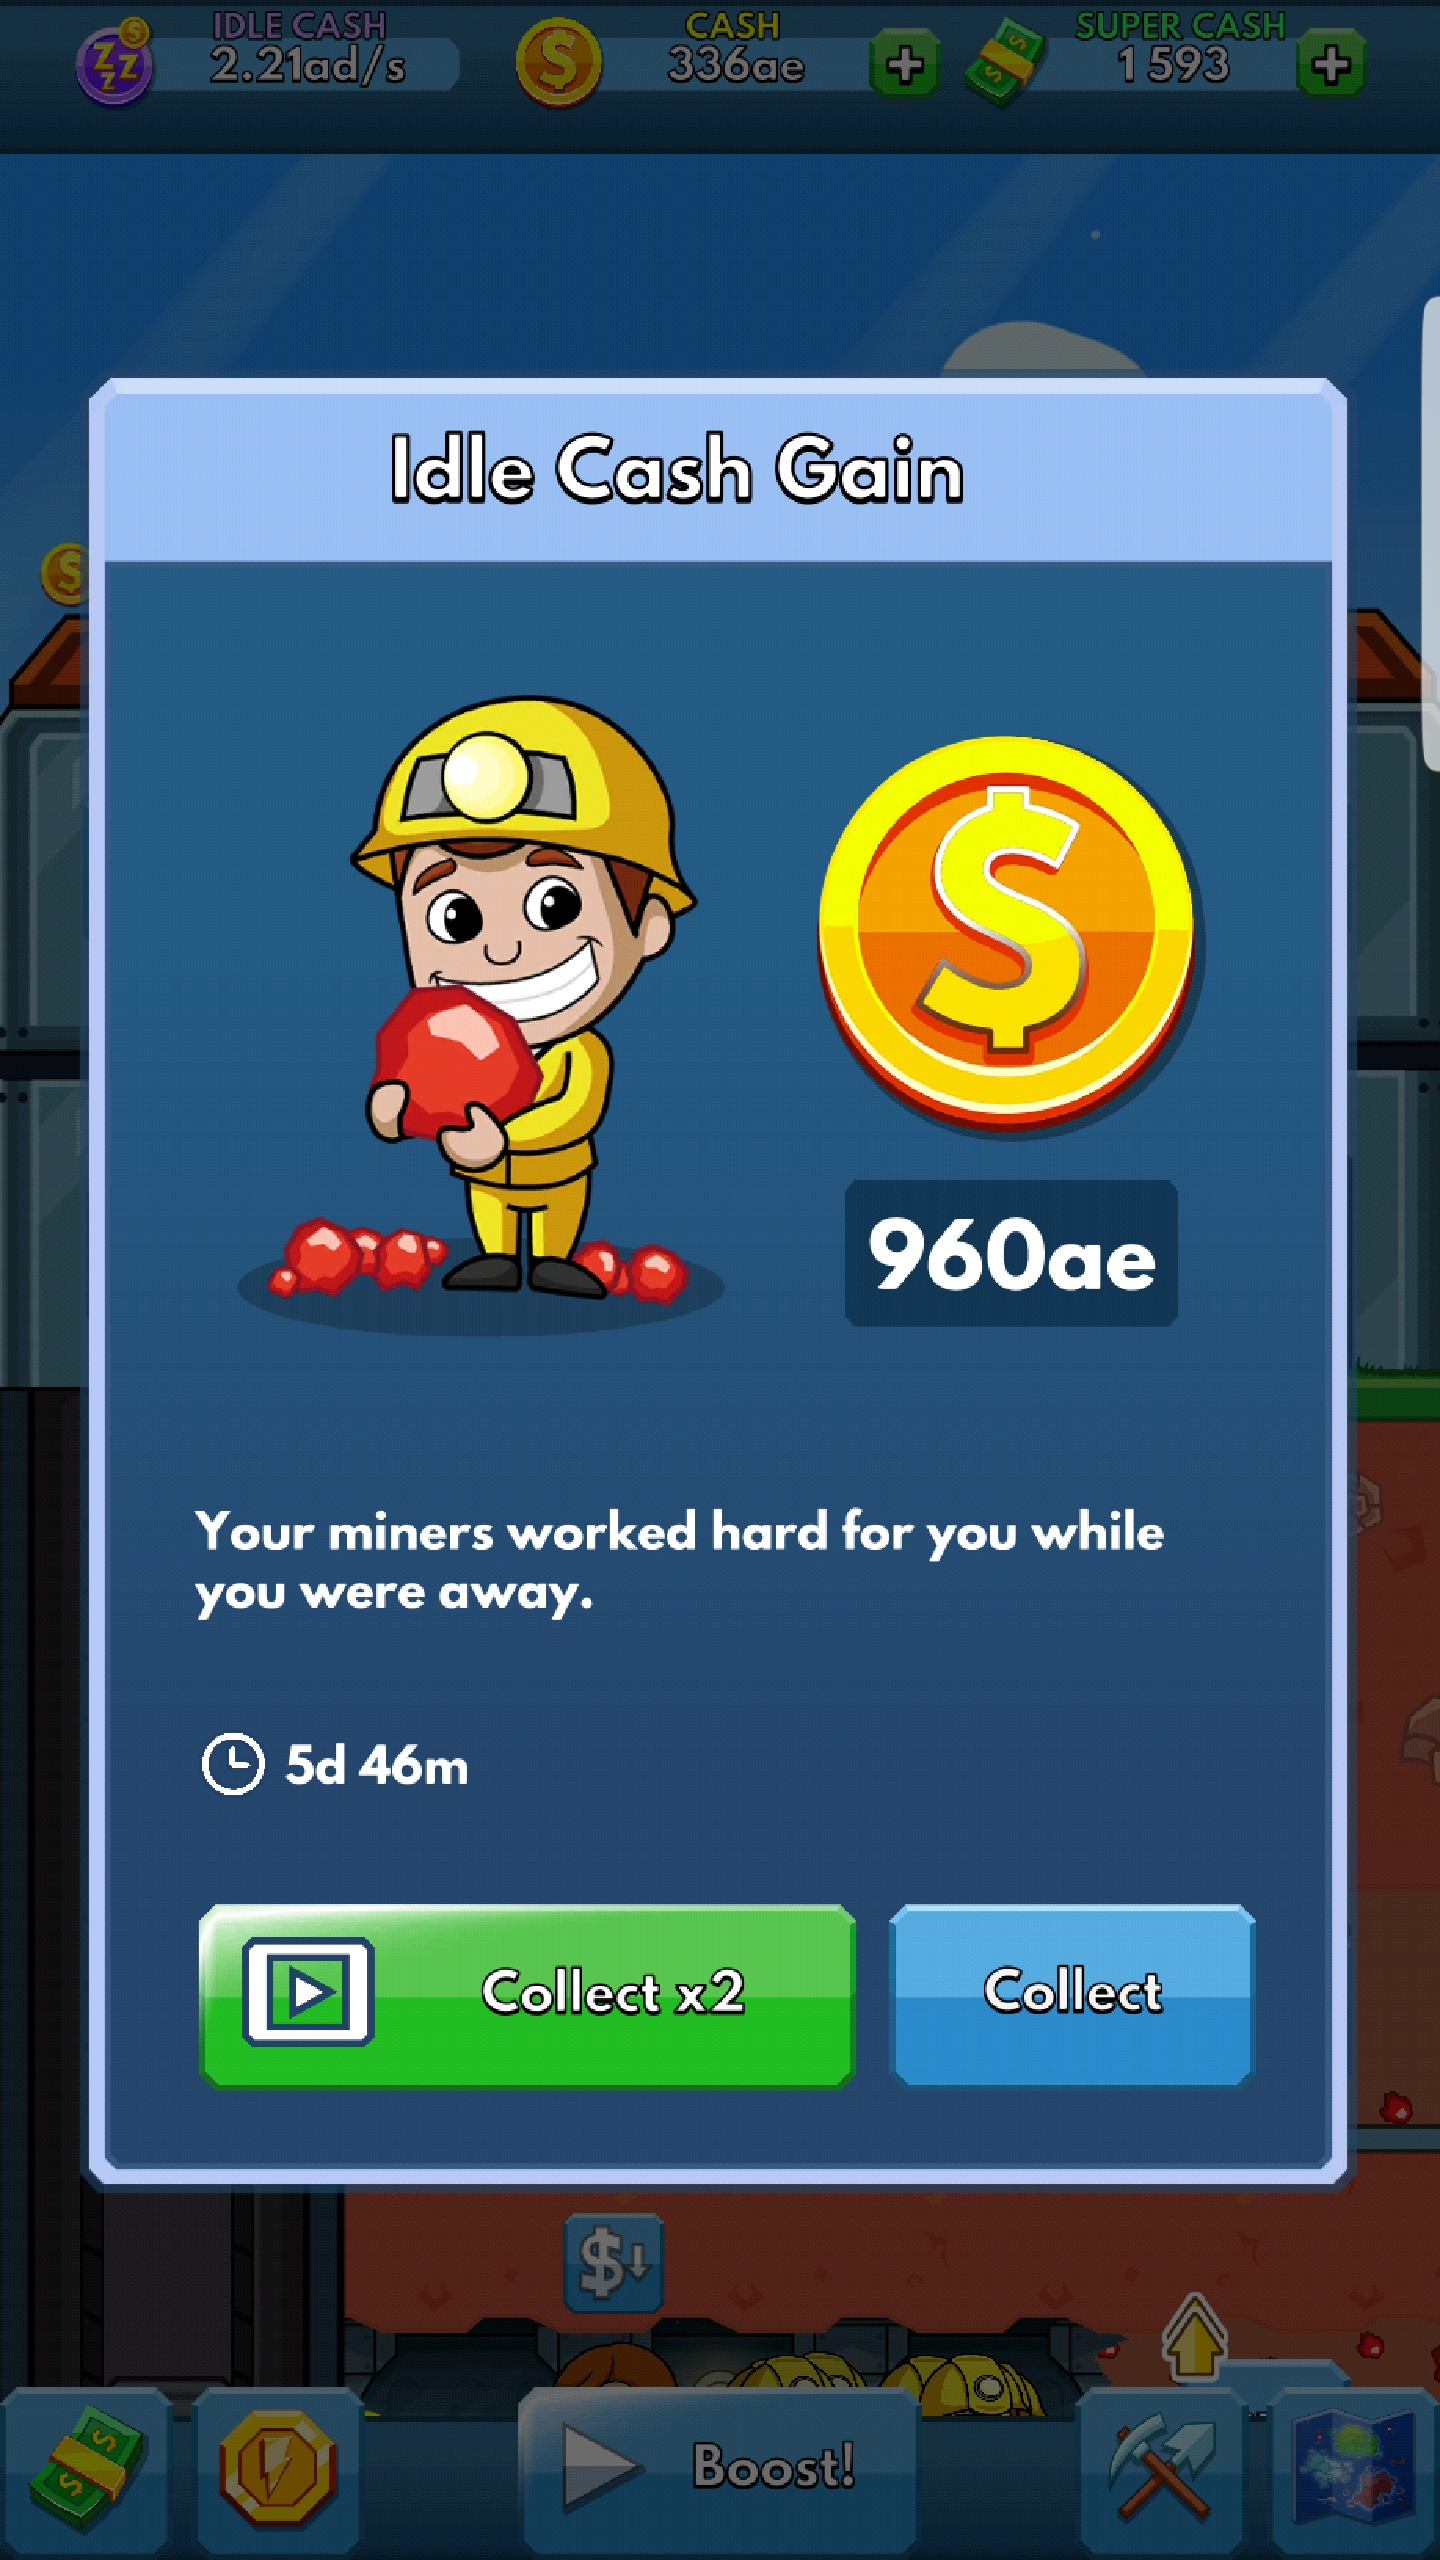 IDLE CASH
2.21ad/s
CASH
336ae
SUPER CASH
1 593
Idle Cash Gain
960ae
Your miners worked hard for you while
you were away.
5d 46m
Collect x2
Collect
Boost!